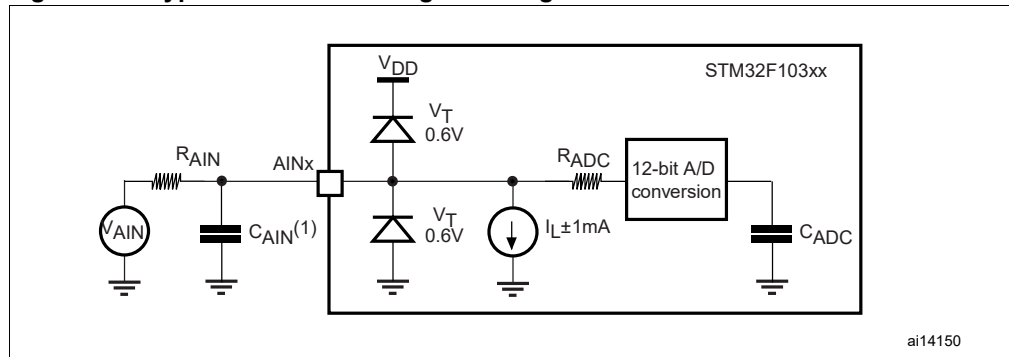 V_DD
STM32F103xx
V_T
0.6V
R_AIN
AINx
R_ADC
12-bit A/D
conversion
V_AIN
C_AIN(1)
V_T
0.6V
I_L±1mA
C_ADC
ai14150